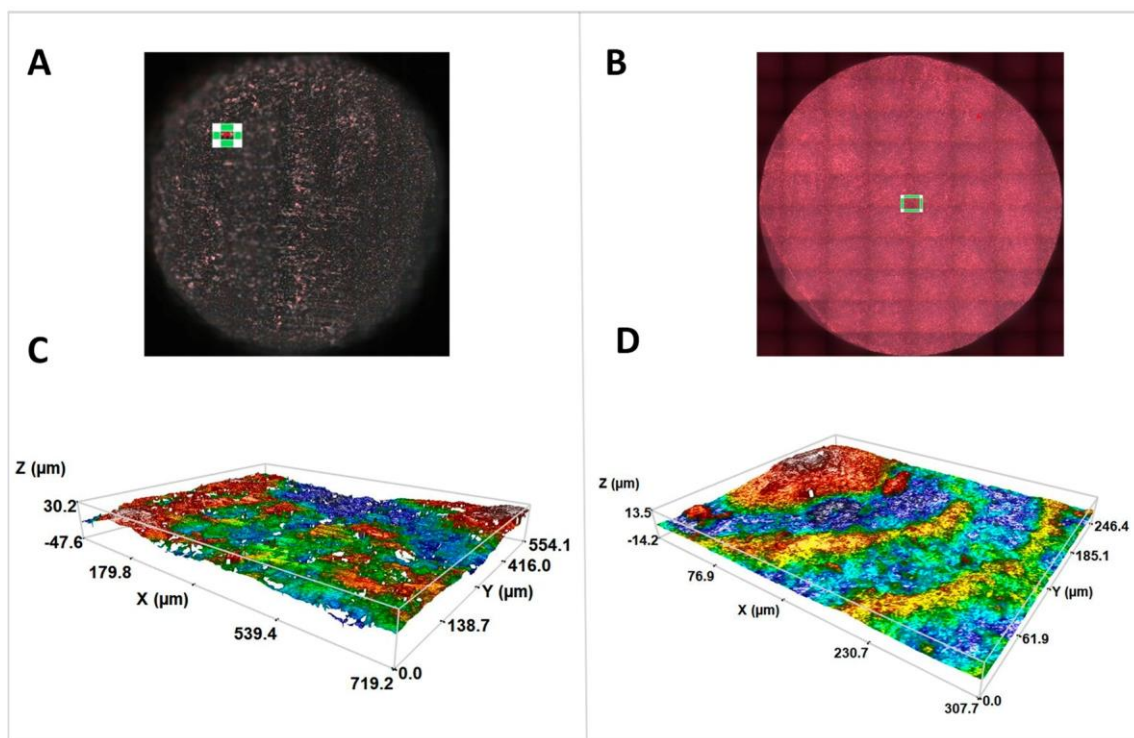 A
B
C
D
Z (µm)
30.2
-47.6
179.8
X (µm)
539.4
719.2
0.0
138.7
Y (µm)
416.0
554.1
Z (µm)
13.5
-14.2
76.9
X (µm)
230.7
307.7
0.0
61.9
Y (µm)
185.1
246.4